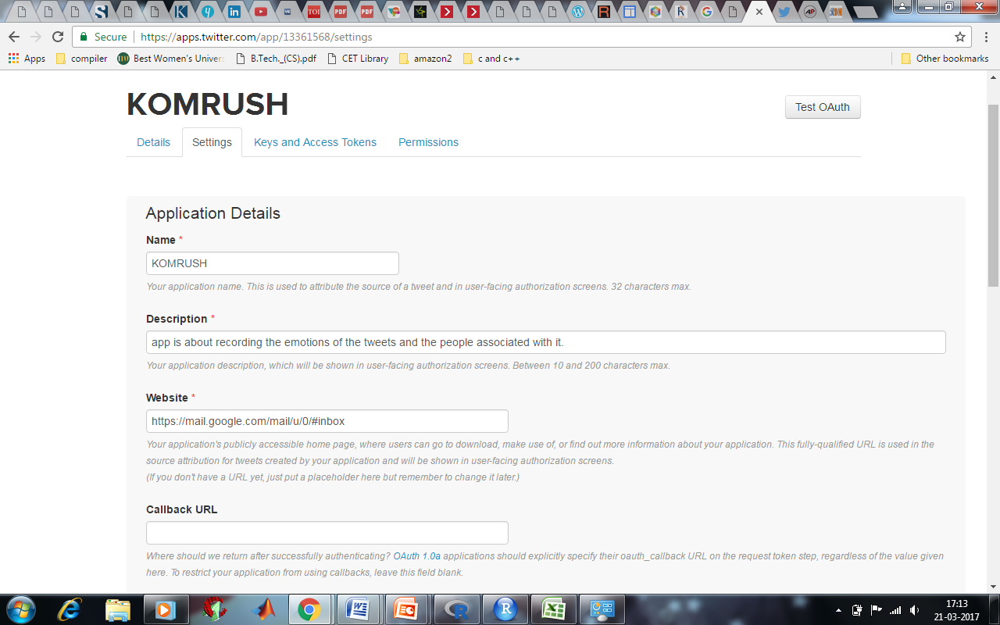 TOI
PDF
PDF
Secure
https://apps.twitter.com/app/13361568/settings
Apps
compiler
Best Women's Univer
B.Tech._(CS).pdf
CET Library
amazon2
c and c++
Other bookmarks
KOMRUSH
Test OAuth
Details
Settings
Keys and Access Tokens
Permissions
Application Details
Name *
KOMRUSH
Your application name. This is used to attribute the source of a tweet and in user-facing authorization screens. 32 characters max.
Description *
app is about recording the emotions of the tweets and the people associated with it.
Your application description, which will be shown in user-facing authorization screens. Between 10 and 200 characters max.
Website *
https://mail.google.com/mail/u/0/#inbox
Your application's publicly accessible home page, where users can go to download, make use of, or find out more information about your application. This fully-qualified URL is used in the
source attribution for tweets created by your application and will be shown in user-facing authorization screens.
(If you don't have a URL yet, just put a placeholder here but remember to change it later.)
Callback URL
Where should we return after successfully authenticating? OAuth 1.0a applications should explicitly specify their oauth_callback URL on the request token step, regardless of the value given
here. To restrict your application from using callbacks, leave this field blank.
17:13
21-03-2017